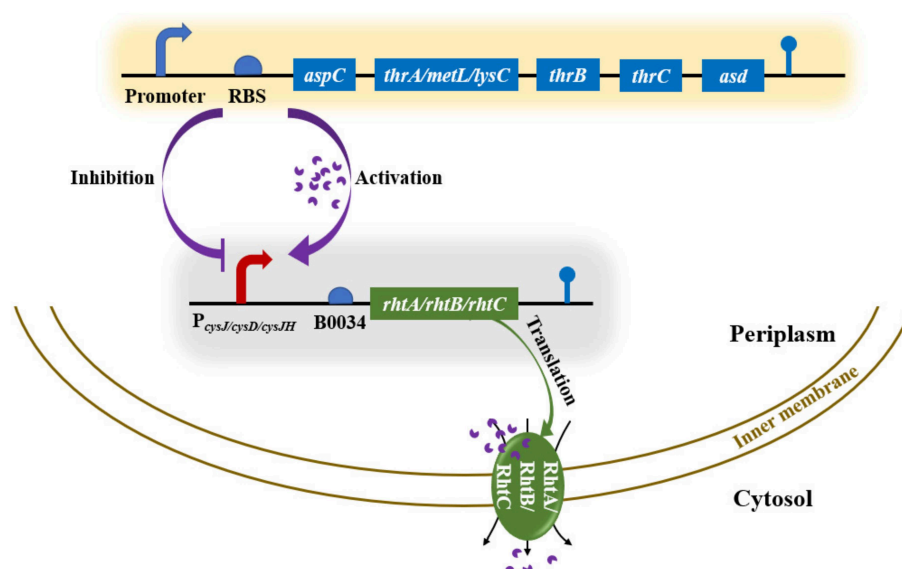 aspC thrA/metL/lysC thrB thrC asd
Promoter RBS
Inhibition Activation
rhtA/rhtB/rhtC
PcysJ/cysD/cysJH B0034
Translation
Periplasm
Inner membrane
RhtA/
RhtB/
RhtC
Cytosol